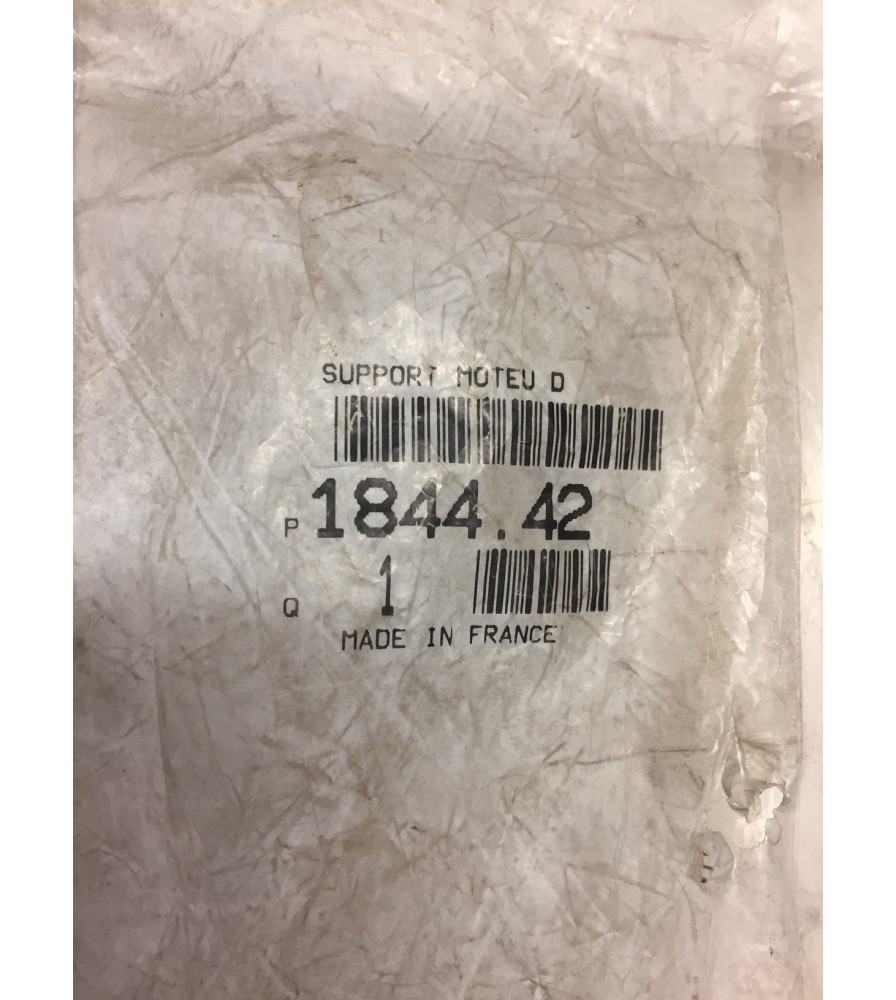 SUPPORT MOTEU D
P 1844.42
Q 1
MADE IN FRANCE